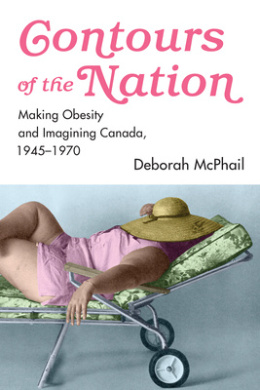 Contours
of the
Nation
Making Obesity
and Imagining Canada,
1945–1970
Deborah McPhail